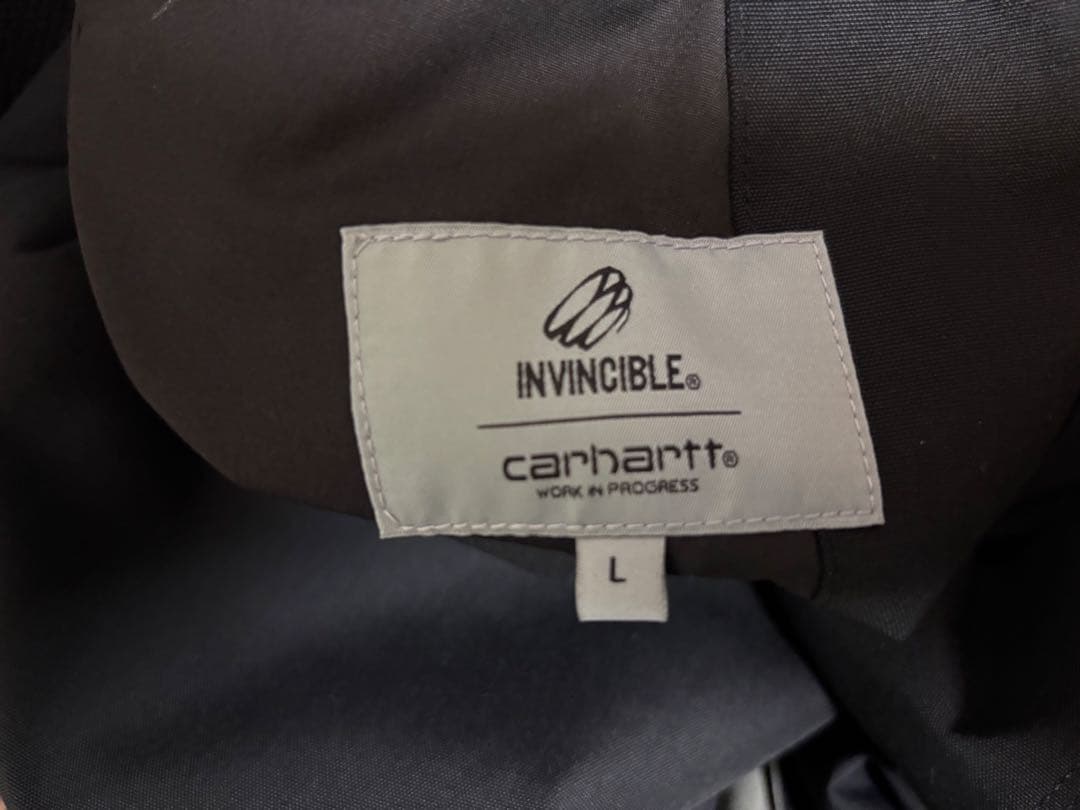 INVINCIBLE®
carhartt®
WORK IN PROGRESS
L